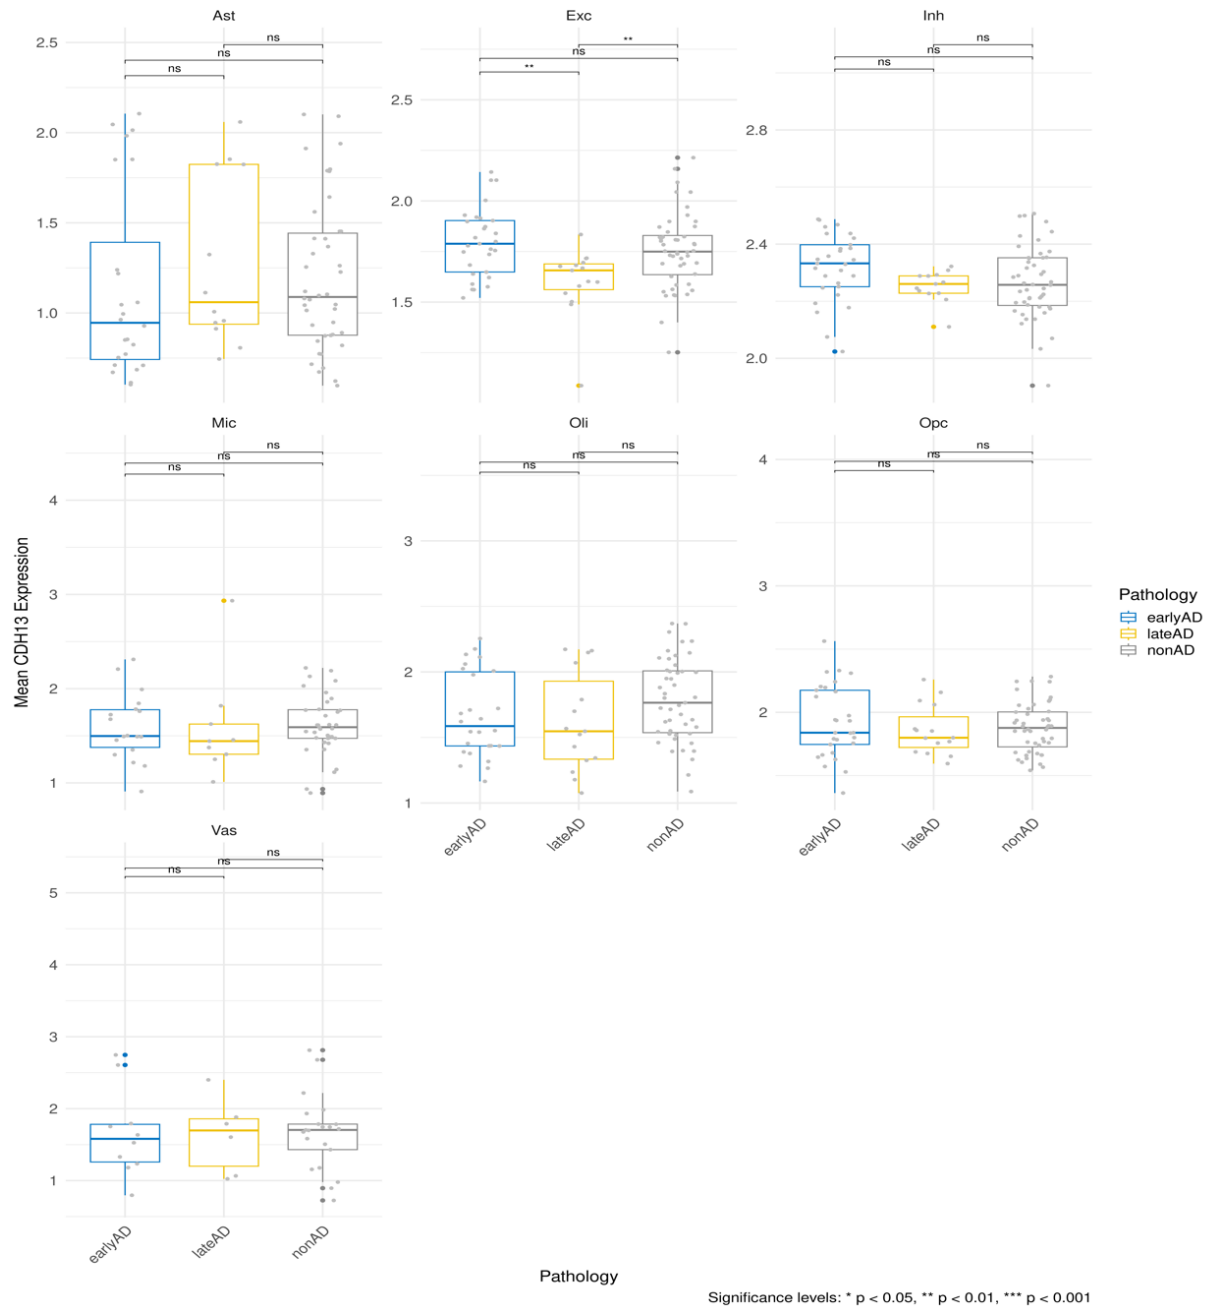 Ast
Exc
Inh
ns
ns
ns
**
ns
**
ns
ns
ns
2.5
2.0
1.5
1.0
2.5
2.0
1.5
2.8
2.4
2.0
Mic
Oli
Opc
ns
ns
ns
ns
ns
ns
ns
ns
ns
4
3
2
1
3
2
1
4
3
2
earlyAD
lateAD
nonAD
earlyAD
lateAD
nonAD
Vas
ns
ns
ns
5
4
3
2
1
earlyAD
lateAD
nonAD
Mean CDH13 Expression
Pathology
Pathology
earlyAD
lateAD
nonAD
Significance levels: * p < 0.05, ** p < 0.01, *** p < 0.001